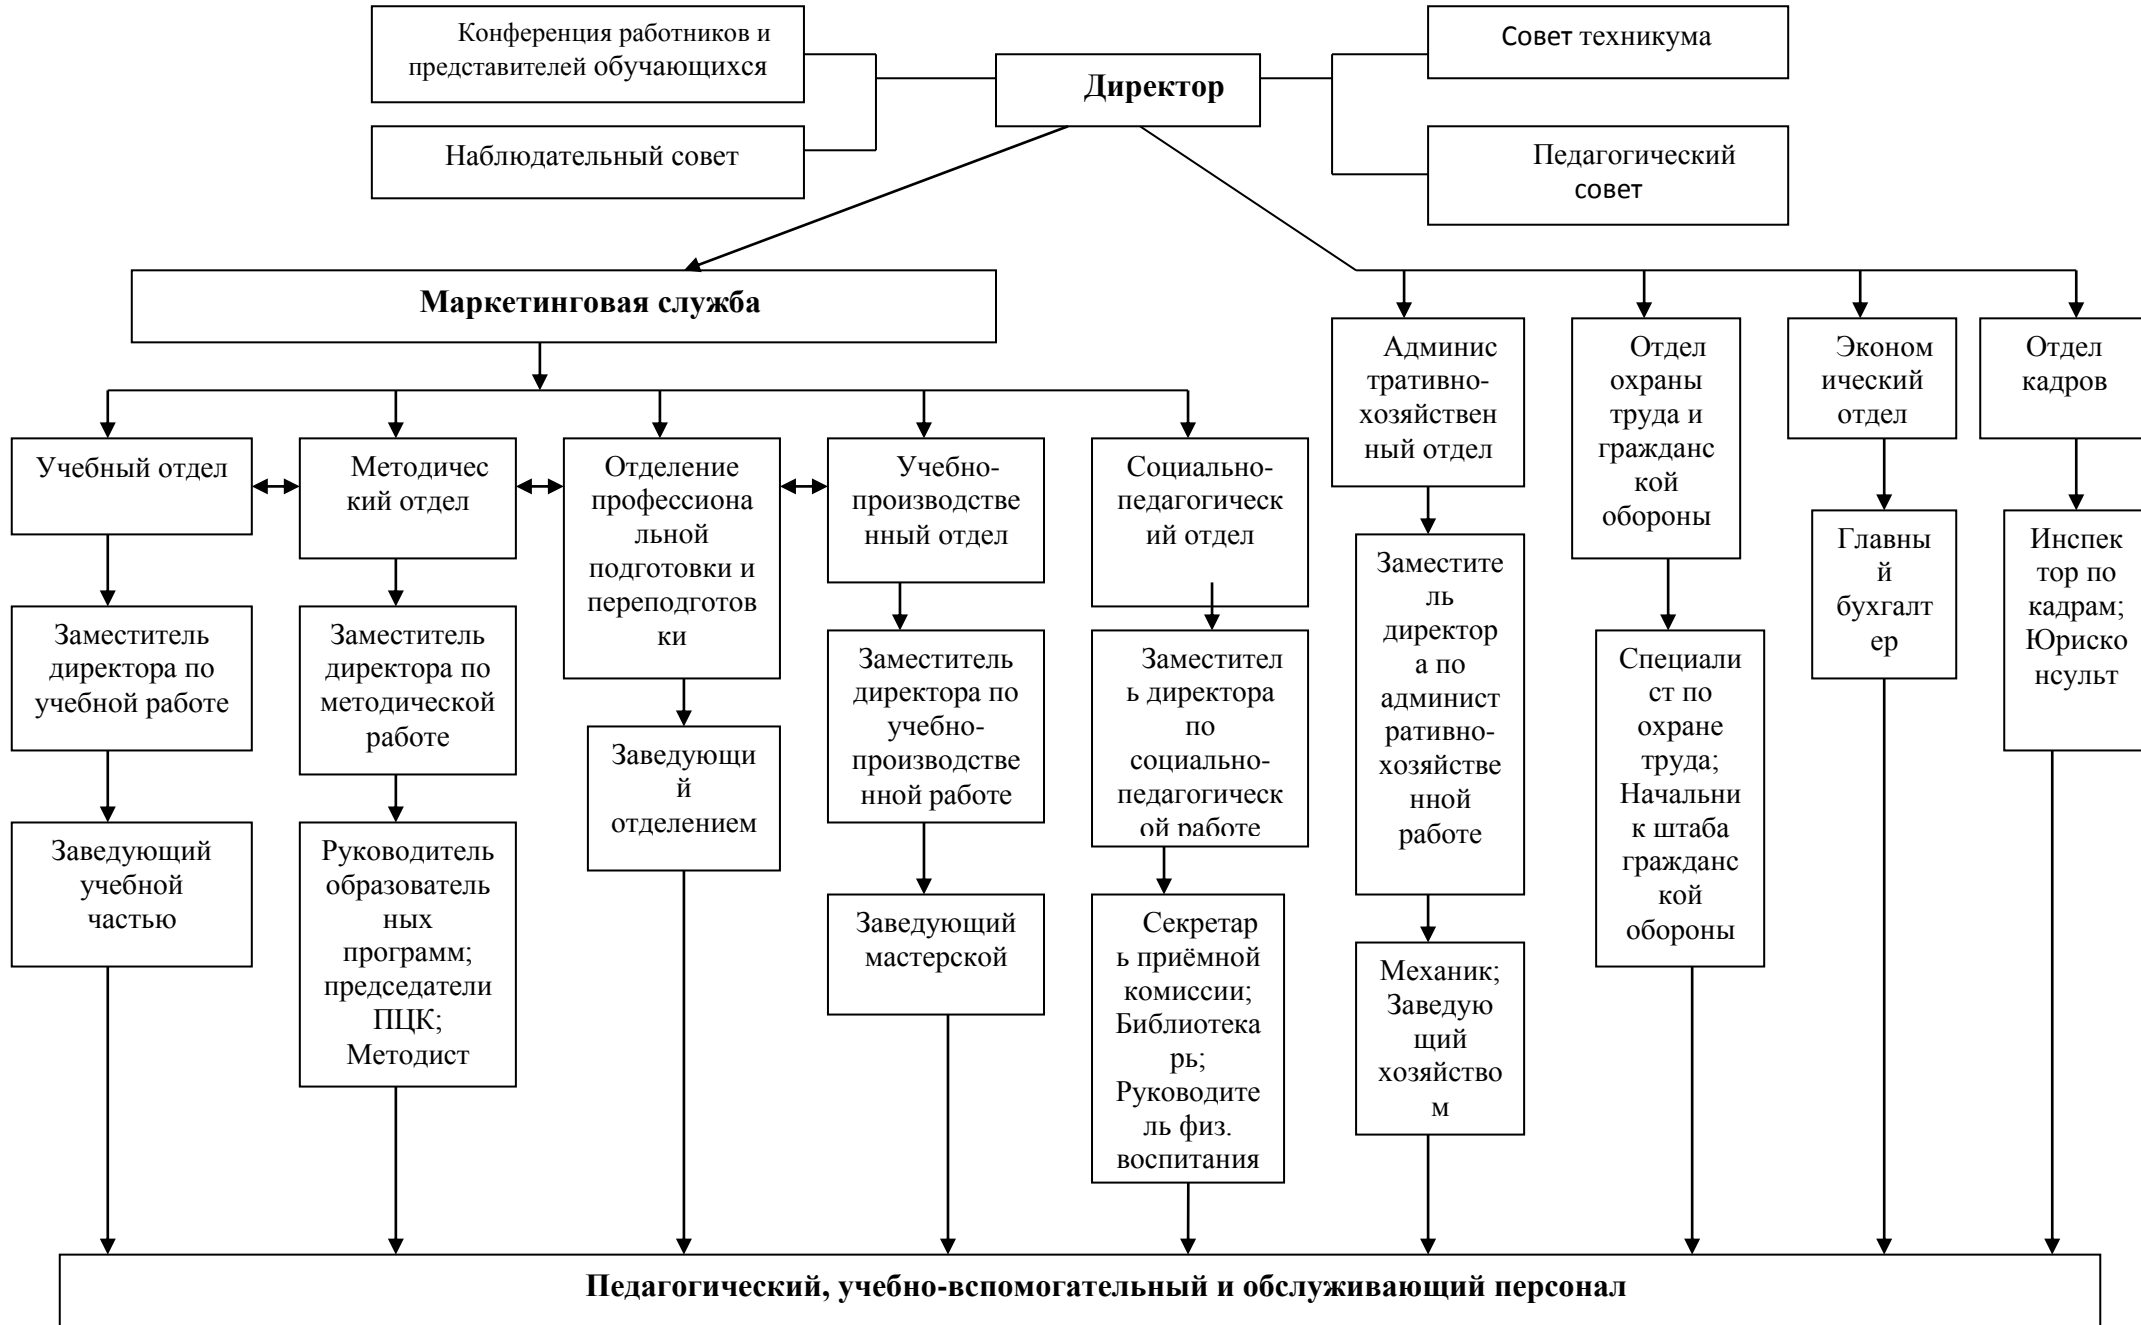 Конференция работников и
представителей обучающихся
Совет техникума
Директор
Наблюдательный совет
Педагогический
совет
Маркетинговая служба
Админис
тративно-
хозяйствен
ный отдел
Отдел
охраны
труда и
гражданс
кой
обороны
Эконом
ический
отдел
Отдел
кадров
Учебный отдел
Методичес
кий отдел
Отделение
профессиона
льной
подготовки и
переподготов
ки
Учебно-
производстве
нный отдел
Социально-
педагогическ
ий отдел
Заместите
ль
директор
а по
админист
ративно-
хозяйстве
нной
работе
Главны
й
бухгалт
ер
Инспек
тор по
кадрам;
Юриско
нсульт
Заместитель
директора по
учебной работе
Заместитель
директора по
методической
работе
Заведующи
й
отделением
Заместитель
директора по
учебно-
производстве
нной работе
Заместител
ь директора
по
социально-
педагогическ
ой работе
Специали
ст по
охране
труда;
Начальни
к штаба
гражданс
кой
обороны
Заведующий
учебной
частью
Руководитель
образователь
ных
программ;
председатели
ПЦК;
Методист
Заведующий
мастерской
Секретар
ь приёмной
комиссии;
Библиотека
рь;
Руководите
ль физ.
воспитания
Механик;
Заведую
щий
хозяйство
м
Педагогический, учебно-вспомогательный и обслуживающий персонал